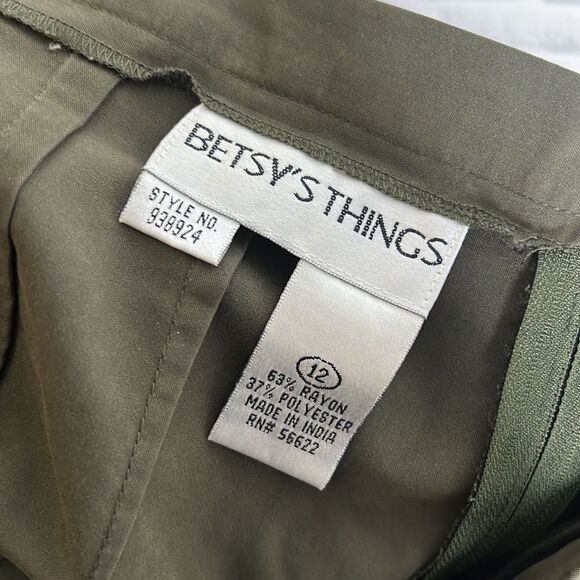 BETSY'S THINGS
STYLE NO.
938924
12
63% RAYON
37% POLYESTER
MADE IN INDIA
RN# 56622